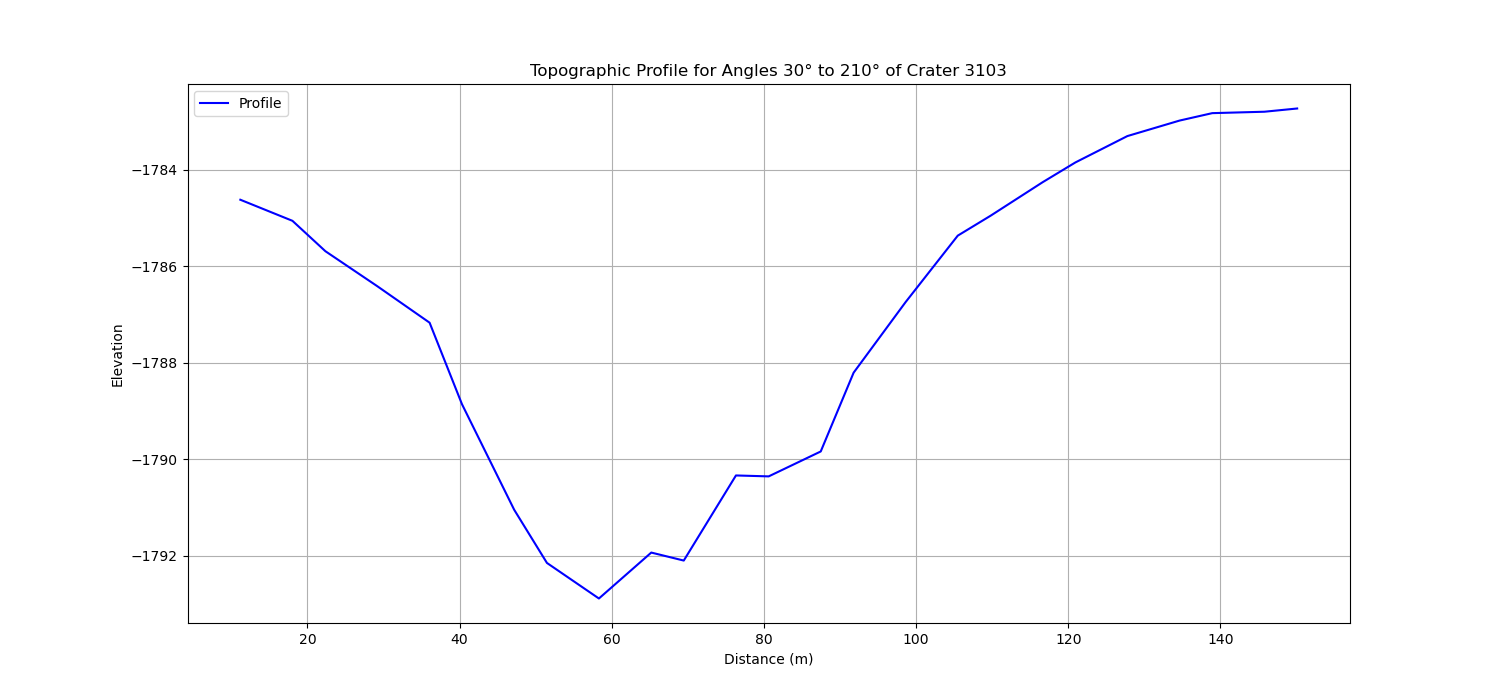 Topographic Profile for Angles 30° to 210° of Crater 3103
Profile
−1784
−1786
−1788
−1790
−1792
Elevation
20 40 60 80 100 120 140
Distance (m)